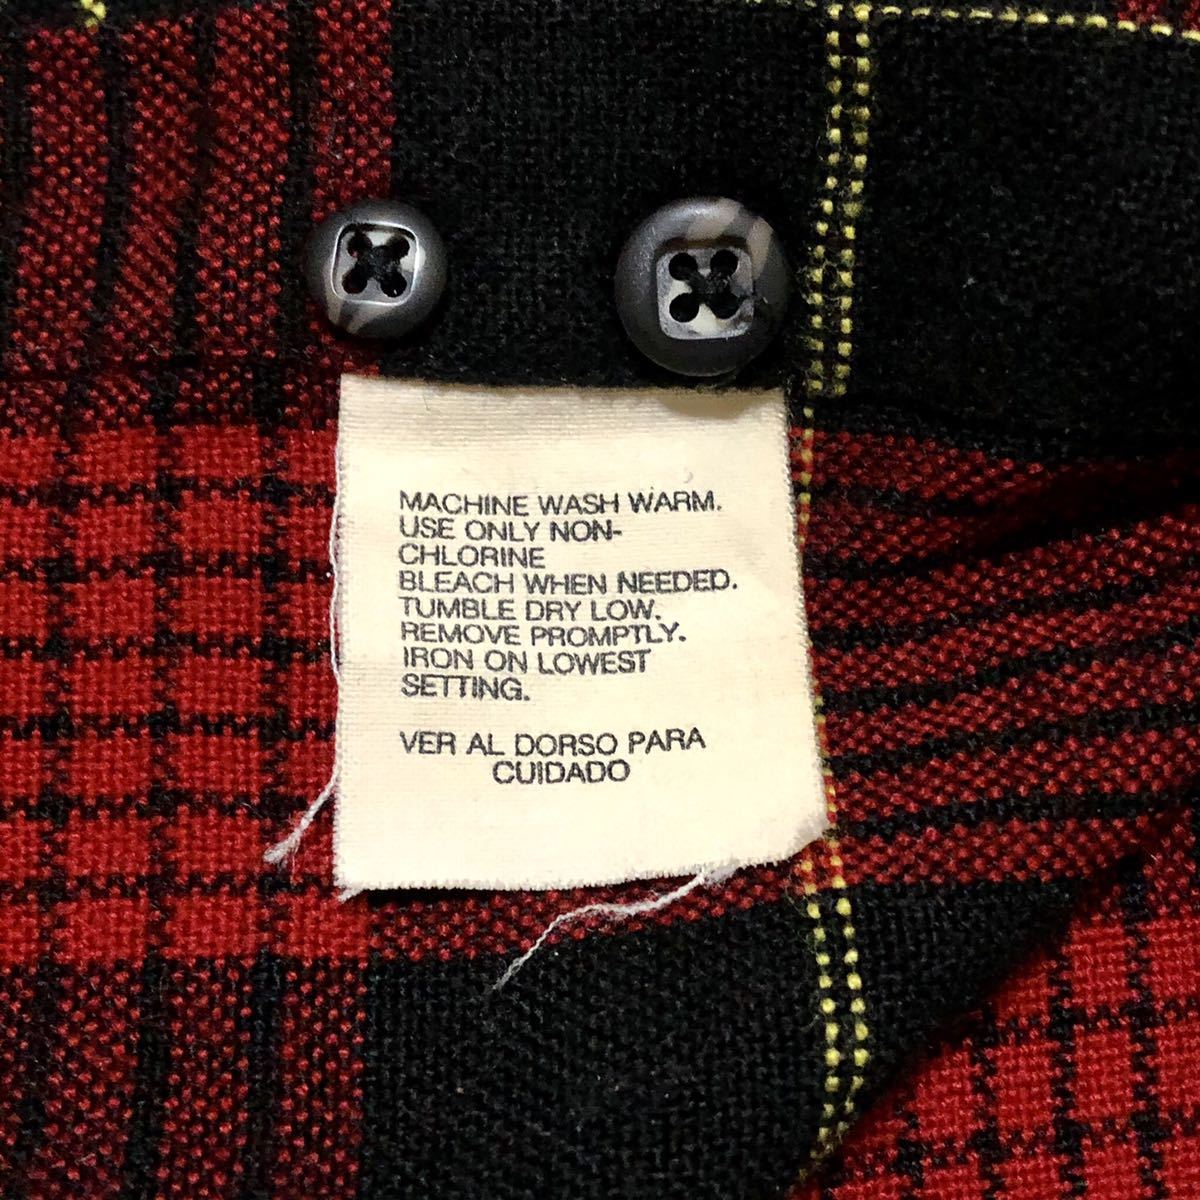 MACHINE WASH WARM.
USE ONLY NON-
CHLORINE
BLEACH WHEN NEEDED.
TUMBLE DRY LOW.
REMOVE PROMPTLY.
IRON ON LOWEST
SETTING.
VER AL DORSO PARA
CUIDADO